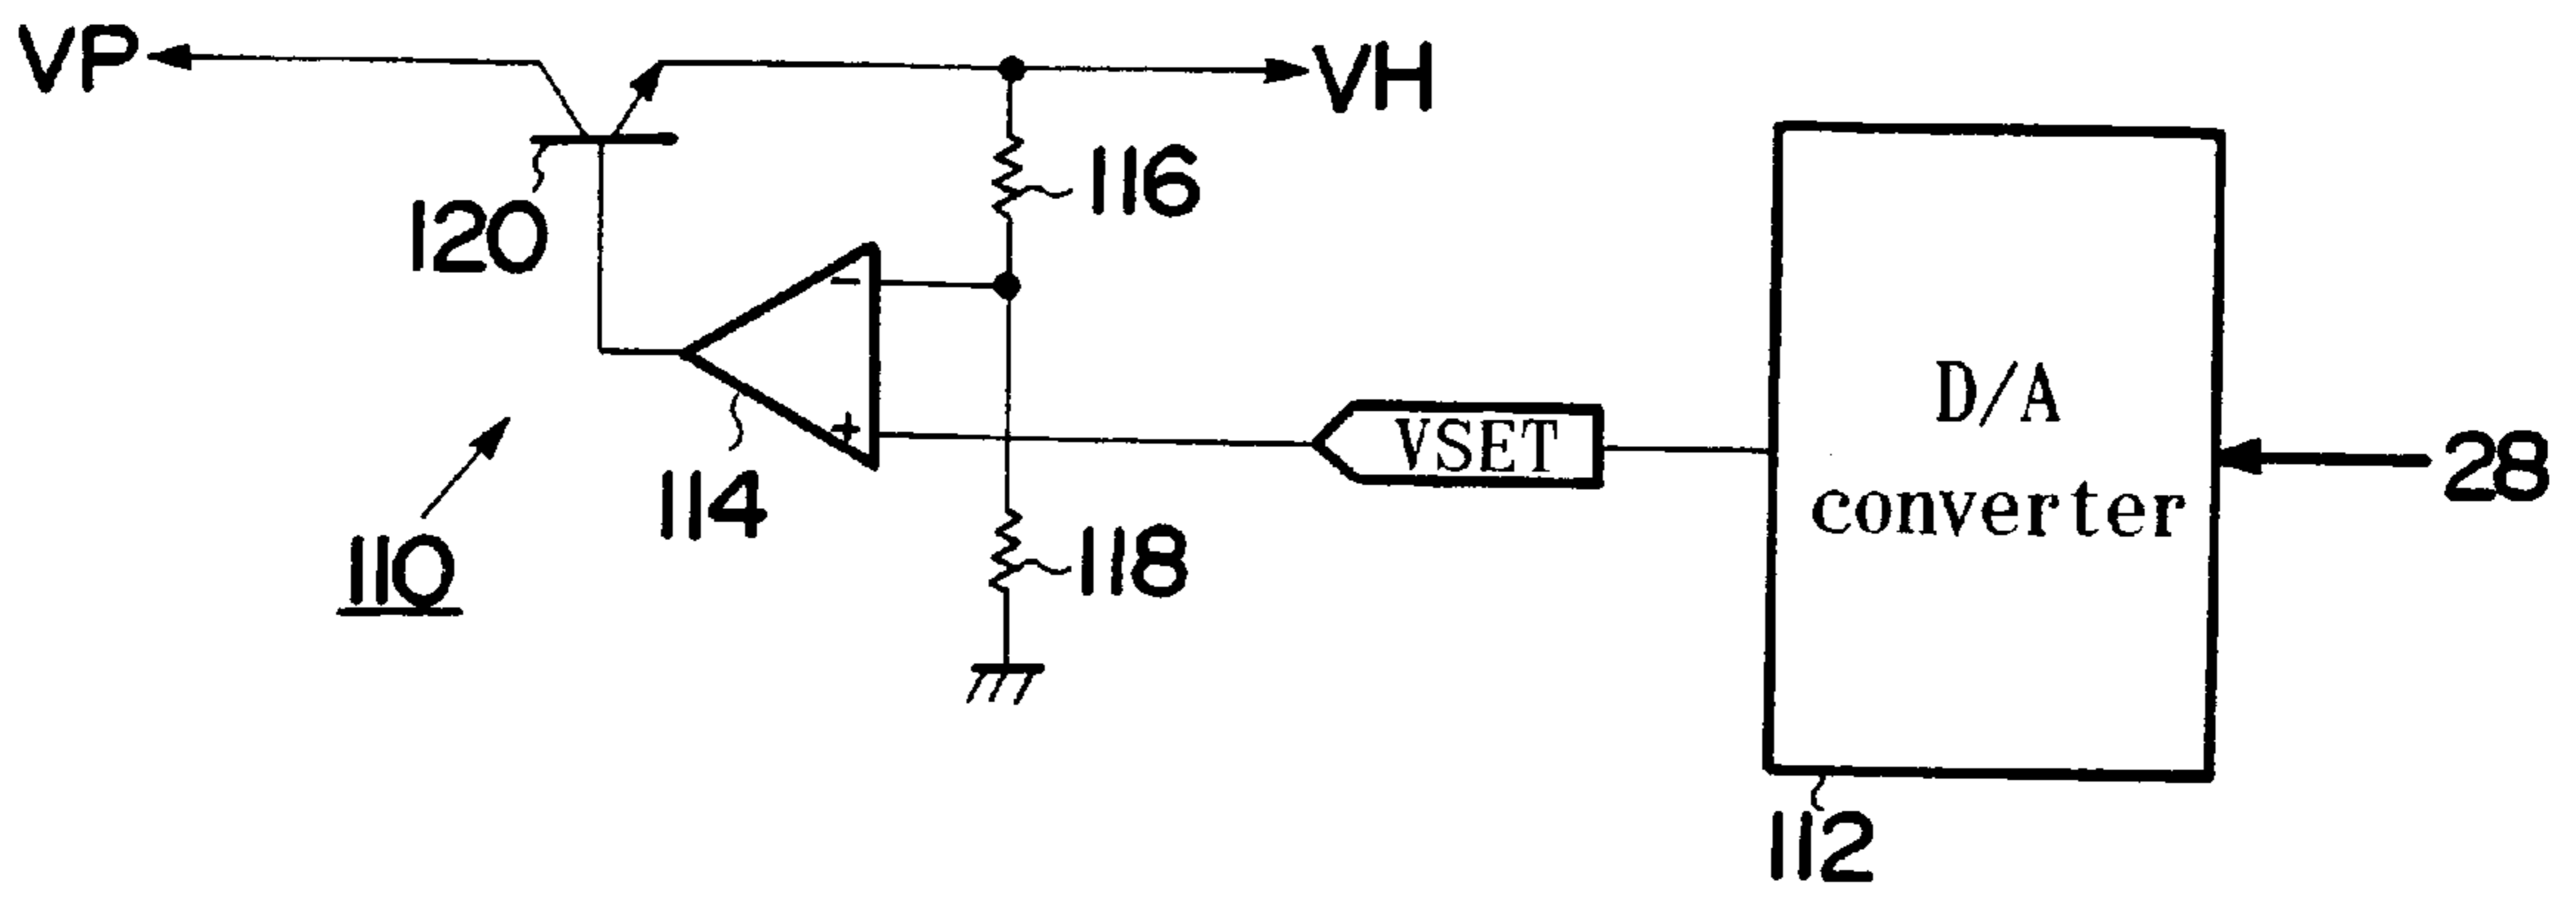 VP
VH
120
116
-
+
114
110
118
VSET
D/A
converter
28
112